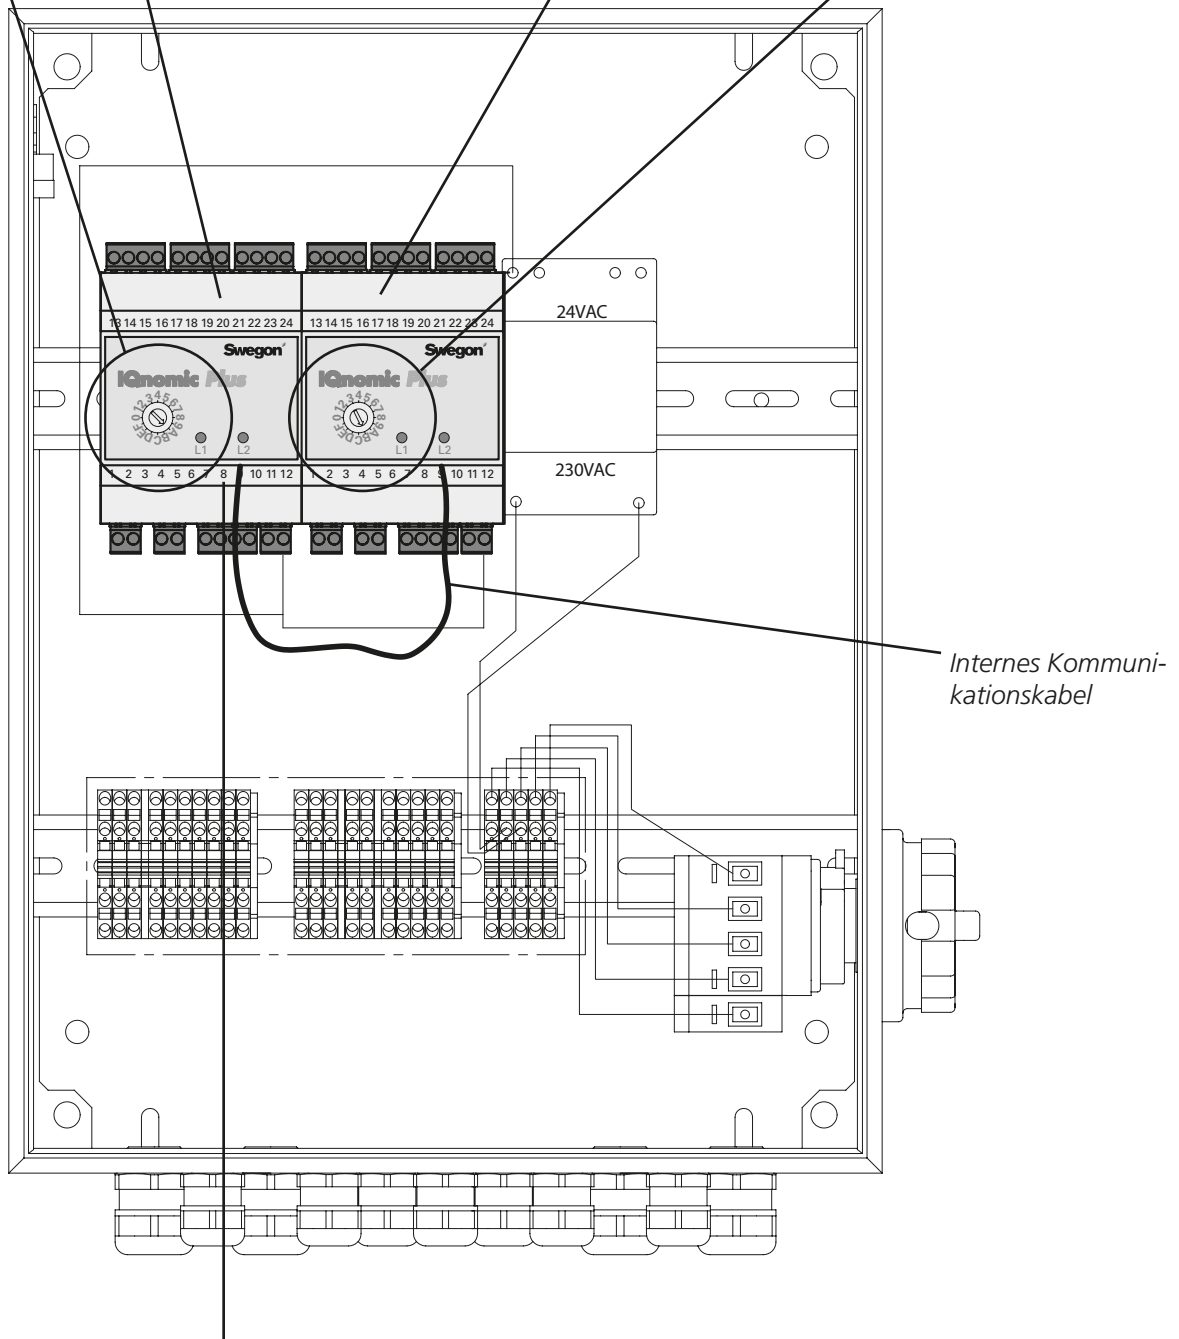 24VAC
13 14 15 16 17 18 19 20 21 22 23 24
13 14 15 16 17 18 19 20 21 22 23 24
Swegon
Swegon
IQnomic Plus
IQnomic Plus
0123456789ABCDEF
0123456789ABCDEF
L1 L2
L1 L2
230VAC
1 2 3 4 5 6 7 8 9 10 11 12
1 2 3 4 5 6 7 8 9 10 11 12
Internes Kommuni-
kationskabel